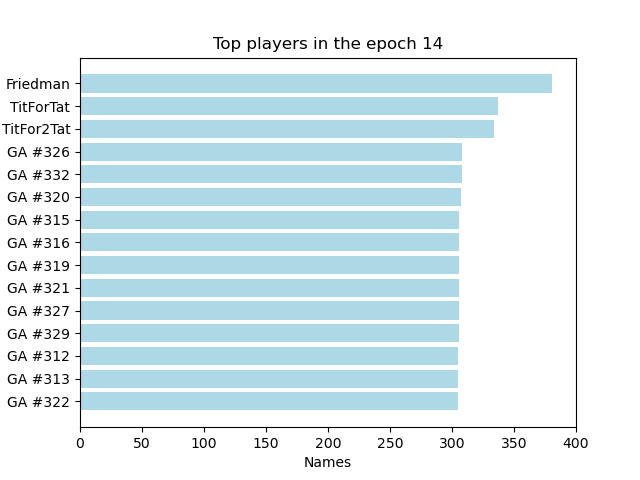 Top players in the epoch 14
Friedman
TitForTat
TitFor2Tat
GA #326
GA #332
GA #320
GA #315
GA #316
GA #319
GA #321
GA #327
GA #329
GA #312
GA #313
GA #322
0 50 100 150 200 250 300 350 400
Names